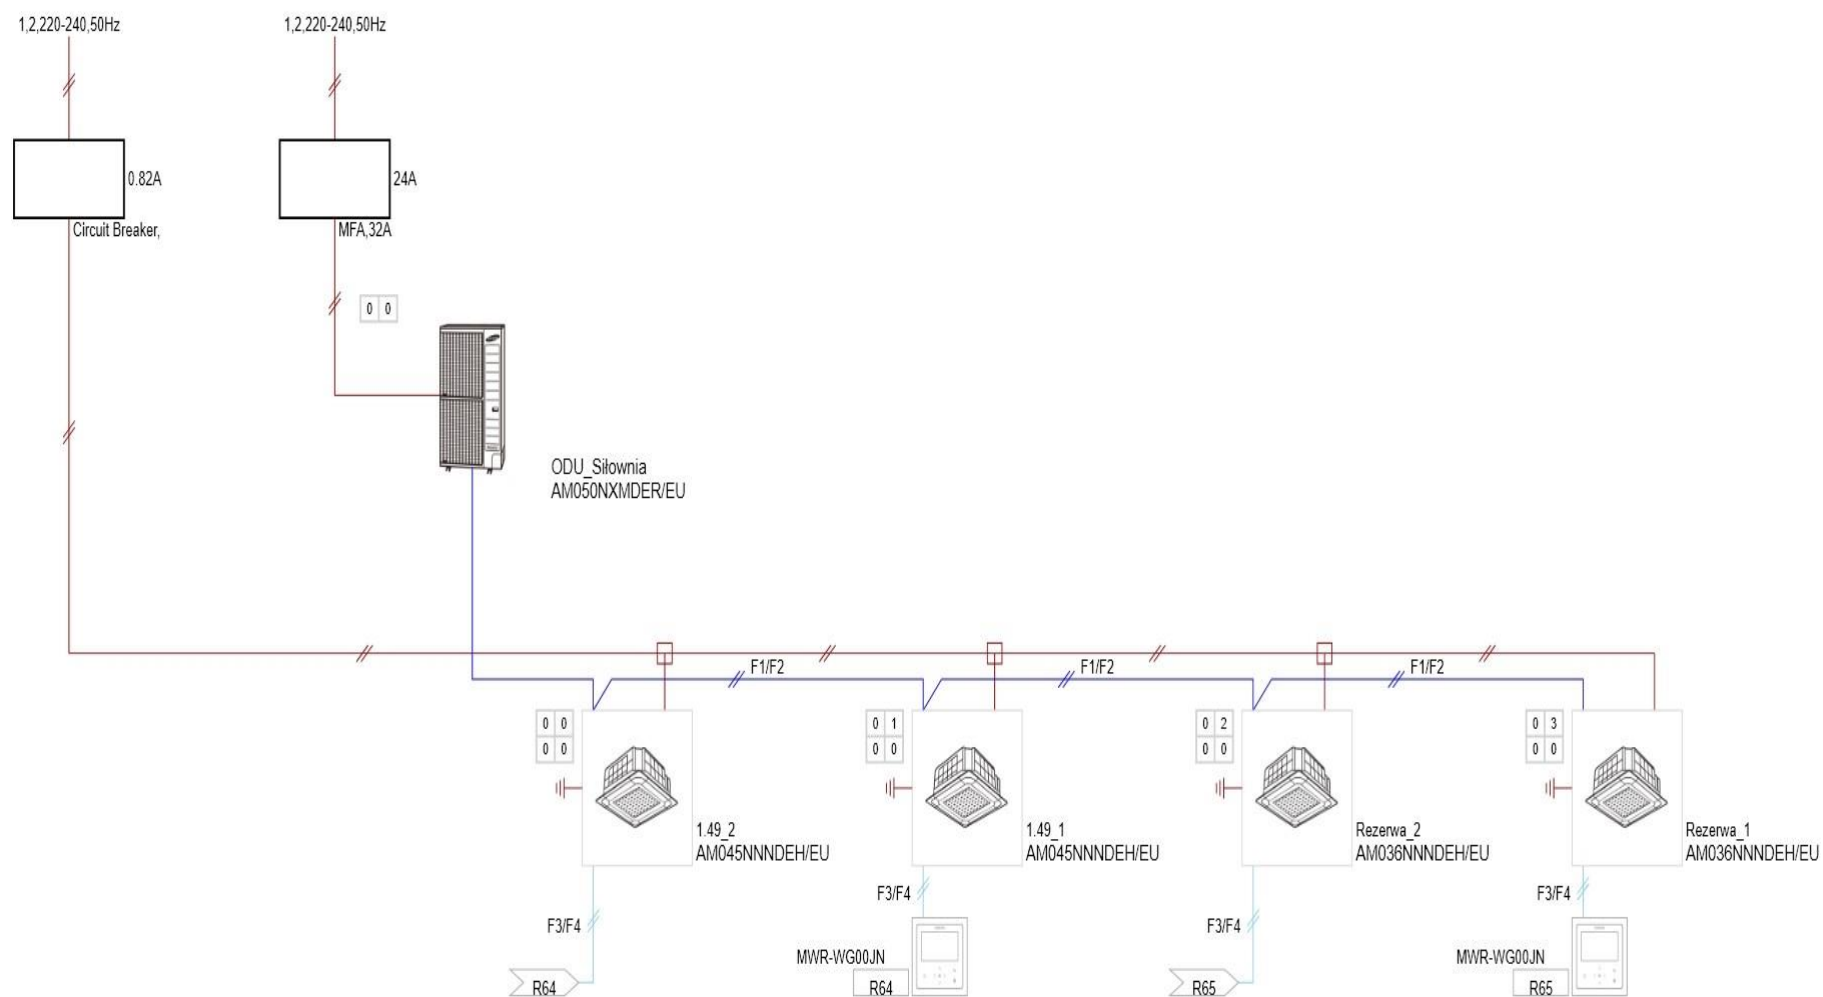 1,2,220-240,50Hz
1,2,220-240,50Hz
0.82A
24A
Circuit Breaker,
MFA,32A
0 0
ODU_Siłownia
AM050NXMDER/EU
F1/F2
F1/F2
F1/F2
0 0
0 0
0 1
0 0
0 2
0 0
0 3
0 0
1.49_2
AM045NNNDEH/EU
1.49_1
AM045NNNDEH/EU
Rezerwa_2
AM036NNNDEH/EU
Rezerwa_1
AM036NNNDEH/EU
F3/F4
F3/F4
F3/F4
F3/F4
MWR-WG00JN
MWR-WG00JN
R64
R64
R65
R65